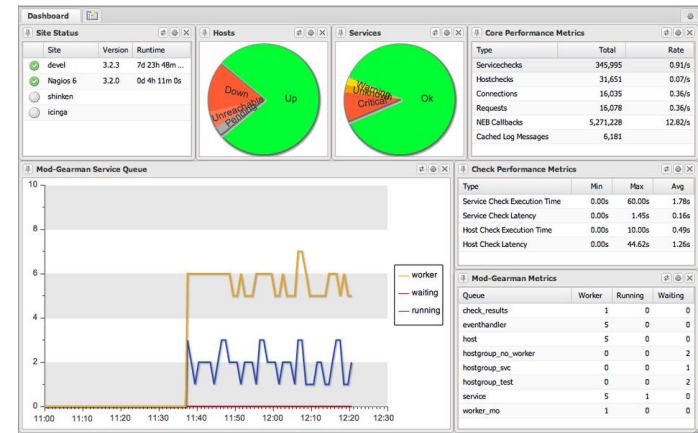 Dashboard
Site Status
Site Version Runtime
devel 3.2.3 7d 23h 48m ...
Nagios 6 3.2.0 0d 4h 11m 0s
shinken
icinga
Hosts
Down
Unreachable
Pending
Up
Services
Warning
Unknown
Critical
Ok
Core Performance Metrics
Type Total Rate
Servicechecks 345,995 0.91/s
Hostchecks 31,651 0.07/s
Connections 16,035 0.36/s
Requests 16,078 0.36/s
NEB Callbacks 5,271,228 12.82/s
Cached Log Messages 6,181
Mod-Gearman Service Queue
10
8
6
4
2
0
11:00 11:10 11:20 11:30 11:40 11:50 12:00 12:10 12:20 12:30
worker
waiting
running
Check Performance Metrics
Type Min Max Avg
Service Check Execution Time 0.00s 60.00s 1.78s
Service Check Latency 0.00s 1.45s 0.16s
Host Check Execution Time 0.00s 10.00s 0.49s
Host Check Latency 0.00s 44.62s 1.26s
Mod-Gearman Metrics
Queue Worker Running Waiting
check_results 1 0 0
eventhandler 5 0 0
host 5 0 0
hostgroup_no_worker 0 0 2
hostgroup_svc 0 0 1
hostgroup_test 0 0 2
service 5 1 0
worker_mo 1 0 0